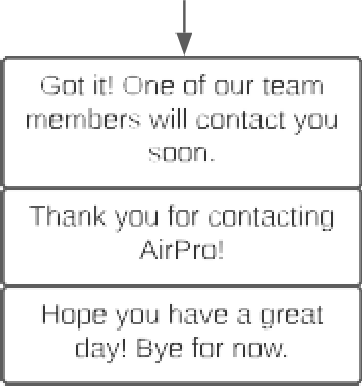 Got it! One of our team
members will contact you
soon.
Thank you for contacting
AirPro!
Hope you have a great
day! Bye for now.